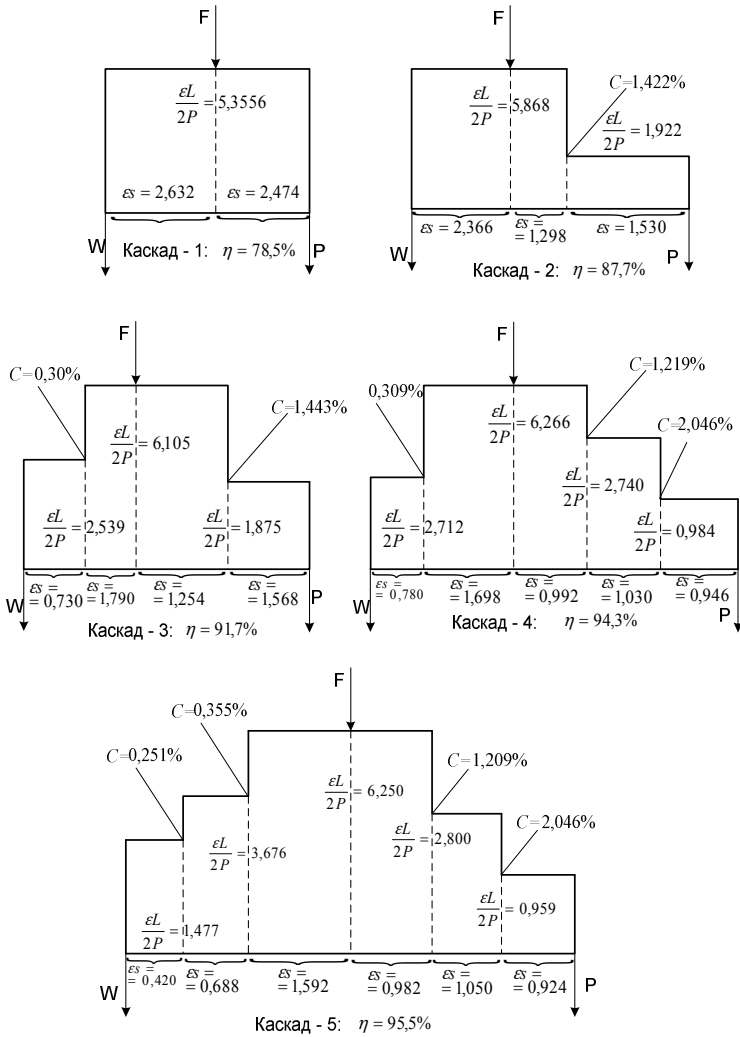 F
εL/2P = 5,3556
εs = 2,632
εs = 2,474
W
P
Каскад - 1: η = 78,5%
F
C=1,422%
εL/2P = 5,868
εL/2P = 1,922
εs = 2,366
εs =
= 1,298
εs = 1,530
W
P
Каскад - 2: η = 87,7%
F
C=0,30%
C=1,443%
εL/2P = 6,105
εL/2P = 2,539
εL/2P = 1,875
εs =
= 0,730
εs =
= 1,790
εs =
= 1,254
εs =
= 1,568
W
P
Каскад - 3: η = 91,7%
F
0,309%
C=1,219%
C=2,046%
εL/2P = 6,266
εL/2P = 2,740
εL/2P = 2,712
εL/2P = 0,984
εs =
= 0,780
εs =
= 1,698
εs =
= 0,992
εs =
= 1,030
εs =
= 0,946
W
P
Каскад - 4: η = 94,3%
F
C=0,355%
C=0,251%
C=1,209%
C=2,046%
εL/2P = 6,250
εL/2P = 3,676
εL/2P = 2,800
εL/2P = 1,477
εL/2P = 0,959
εs =
= 0,420
εs =
= 0,688
εs =
= 1,592
εs =
= 0,982
εs =
= 1,050
εs =
= 0,924
W
P
Каскад - 5: η = 95,5%